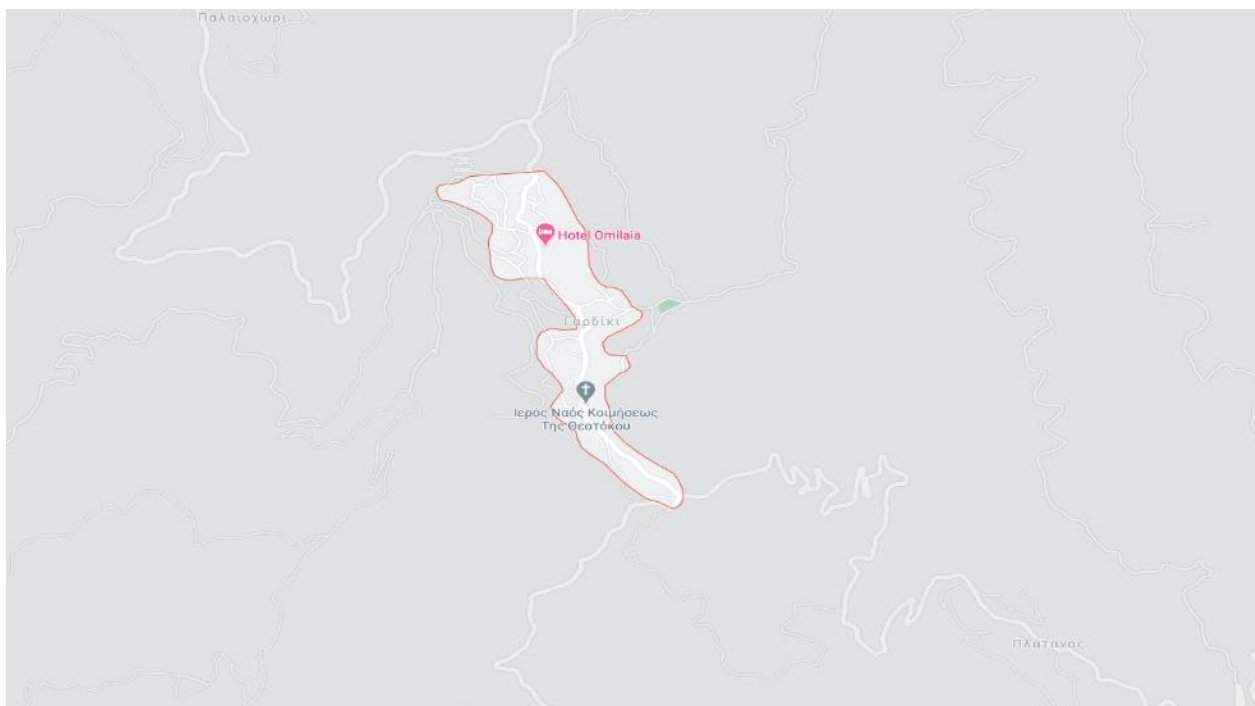 Παλαιοχώρι
Hotel Omilaia
Γαρδίκι
Ιερός Ναός Κοιμήσεως
Της Θεοτόκου
Πλάτανος